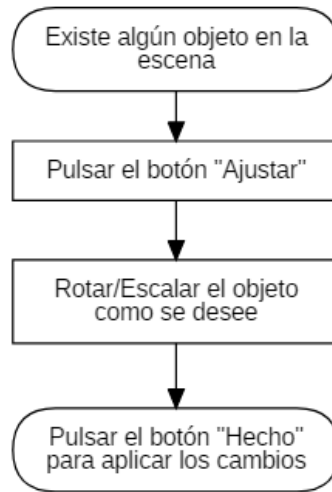 Existe algún objeto en la
escena
Pulsar el botón "Ajustar"
Rotar/Escalar el objeto
como se desee
Pulsar el botón "Hecho"
para aplicar los cambios